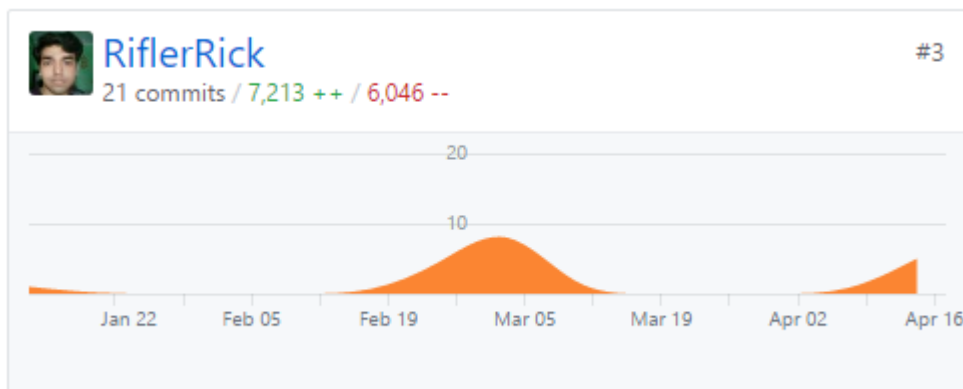 RiflerRick
#3
21 commits / 7,213 ++ / 6,046 --
20
10
Jan 22 Feb 05 Feb 19 Mar 05 Mar 19 Apr 02 Apr 16